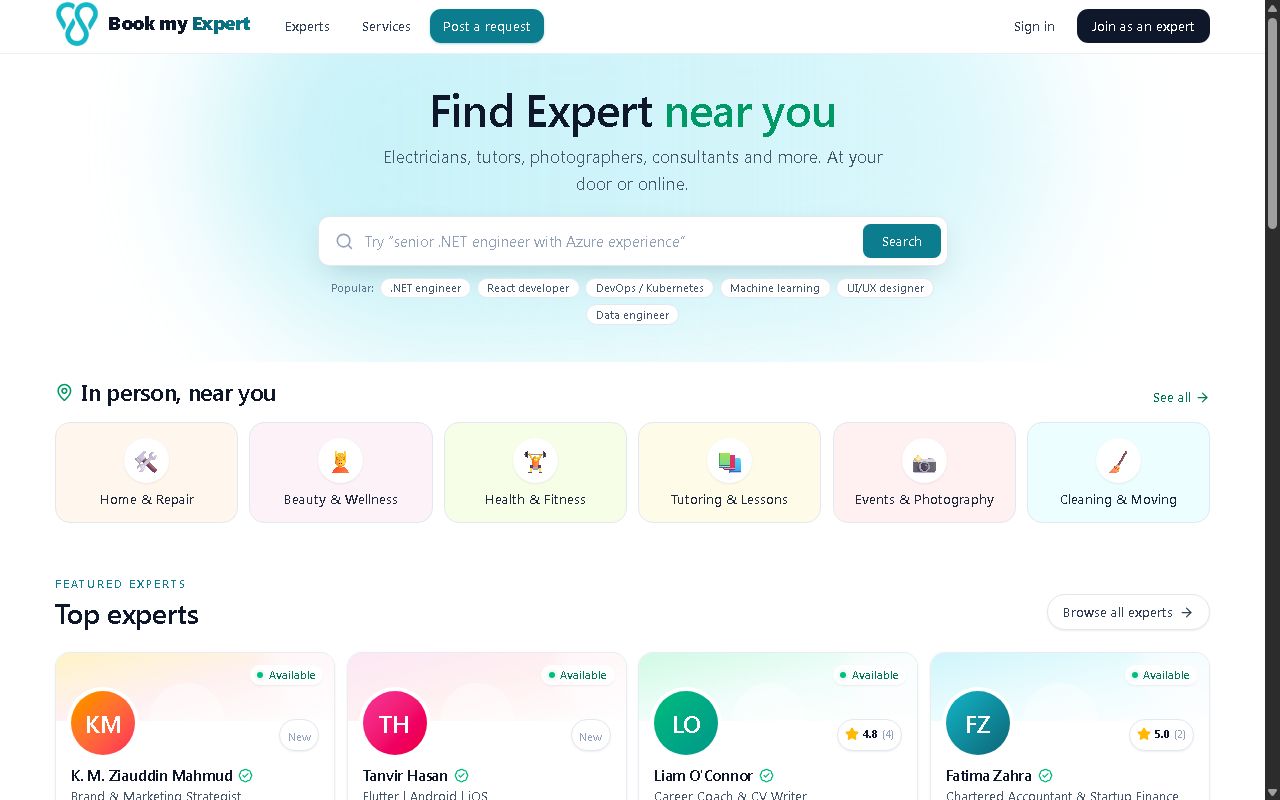 Book my Expert
Experts
Services
Post a request
Sign in
Join as an expert
Find Expert near you
Electricians, tutors, photographers, consultants and more. At your
door or online.
Try "senior .NET engineer with Azure experience"
Search
Popular:
.NET engineer
React developer
DevOps / Kubernetes
Machine learning
UI/UX designer
Data engineer
In person, near you
See all →
Home & Repair
Beauty & Wellness
Health & Fitness
Tutoring & Lessons
Events & Photography
Cleaning & Moving
FEATURED EXPERTS
Top experts
Browse all experts →
Available
KM
New
K. M. Ziauddin Mahmud
Brand & Marketing Strategist
Available
TH
New
Tanvir Hasan
Flutter | Android | iOS
Available
LO
4.8 (4)
Liam O'Connor
Career Coach & CV Writer
Available
FZ
5.0 (2)
Fatima Zahra
Chartered Accountant & Startup Finance